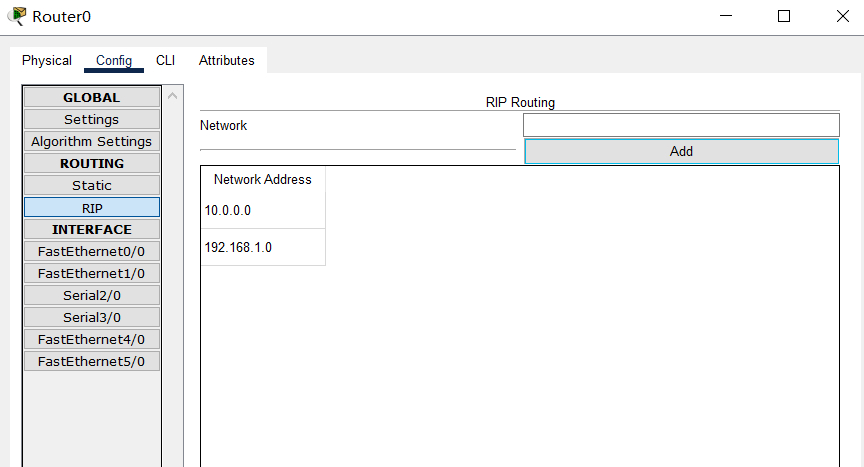 Router0
Physical Config CLI Attributes
GLOBAL
Settings
Algorithm Settings
ROUTING
Static
RIP
INTERFACE
FastEthernet0/0
FastEthernet1/0
Serial2/0
Serial3/0
FastEthernet4/0
FastEthernet5/0
RIP Routing
Network
Add
Network Address
10.0.0.0
192.168.1.0